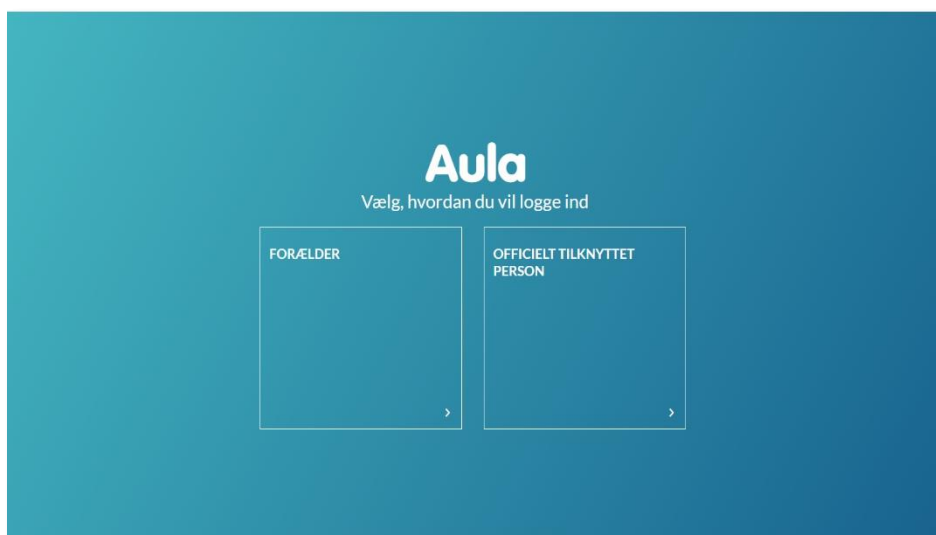 Aula
Vælg, hvordan du vil logge ind
FORÆLDER
OFFICIELT TILKNYTTET
PERSON